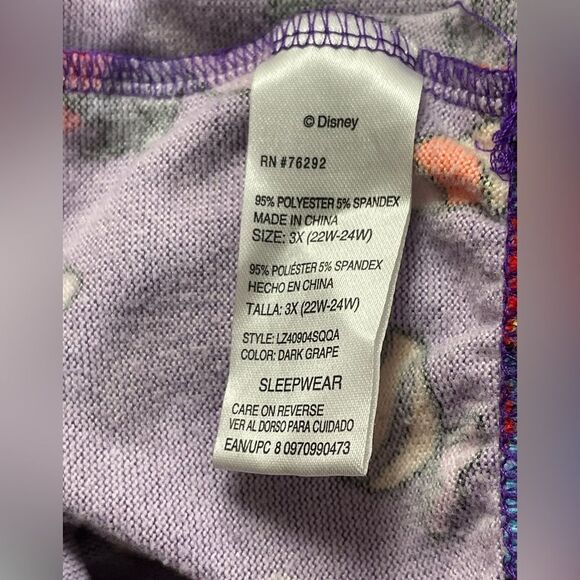 © Disney
RN #76292
95% POLYESTER 5% SPANDEX
MADE IN CHINA
SIZE: 3X (22W-24W)
95% POLIÉSTER 5% SPANDEX
HECHO EN CHINA
TALLA: 3X (22W-24W)
STYLE: LZ40904SQQA
COLOR: DARK GRAPE
SLEEPWEAR
CARE ON REVERSE
VER AL DORSO PARA CUIDADO
EAN/UPC 8 0970990473